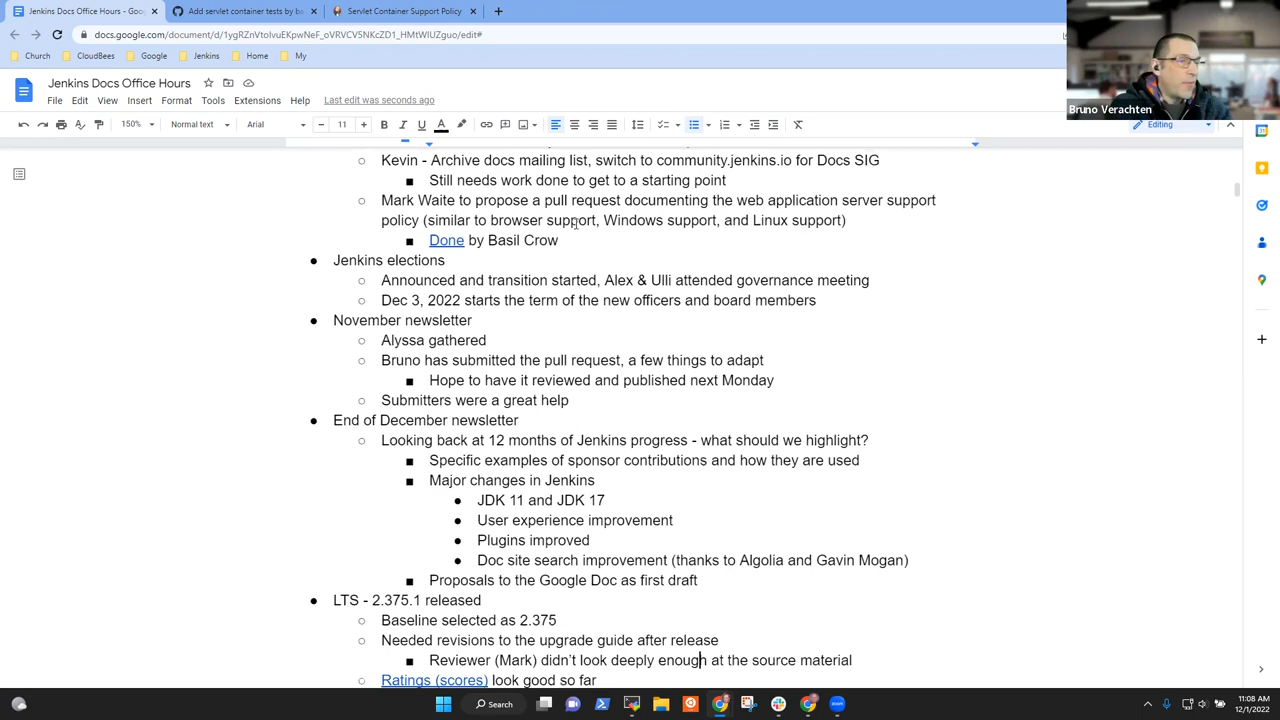 Jenkins Docs Office Hours - Goo
Add servlet container tests by ba
Servlet Container Support Policy
docs.google.com/document/d/1ygRZnVtoIvuEKpwNeF_oVRVCV5NKcZD1_HMtWIUZguo/edit#
Church
CloudBees
Google
Jenkins
Home
My
Jenkins Docs Office Hours
File Edit View Insert Format Tools Extensions Help Last edit was seconds ago
150% Normal text Arial 11 Editing
Bruno Verachten
Kevin - Archive docs mailing list, switch to community.jenkins.io for Docs SIG
Still needs work done to get to a starting point
Mark Waite to propose a pull request documenting the web application server support
policy (similar to browser support, Windows support, and Linux support)
Done by Basil Crow
Jenkins elections
Announced and transition started, Alex & Ulli attended governance meeting
Dec 3, 2022 starts the term of the new officers and board members
November newsletter
Alyssa gathered
Bruno has submitted the pull request, a few things to adapt
Hope to have it reviewed and published next Monday
Submitters were a great help
End of December newsletter
Looking back at 12 months of Jenkins progress - what should we highlight?
Specific examples of sponsor contributions and how they are used
Major changes in Jenkins
JDK 11 and JDK 17
User experience improvement
Plugins improved
Doc site search improvement (thanks to Algolia and Gavin Mogan)
Proposals to the Google Doc as first draft
LTS - 2.375.1 released
Baseline selected as 2.375
Needed revisions to the upgrade guide after release
Reviewer (Mark) didn't look deeply enough at the source material
Ratings (scores) look good so far
Search
11:08 AM
12/1/2022